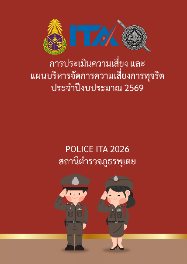 ITA
การประเมินความเสี่ยง และ
แผนบริหารจัดการความเสี่ยงการทุจริต
ประจำปีงบประมาณ 2569
POLICE ITA 2026
สถานีตำรวจภูธรพุเตย